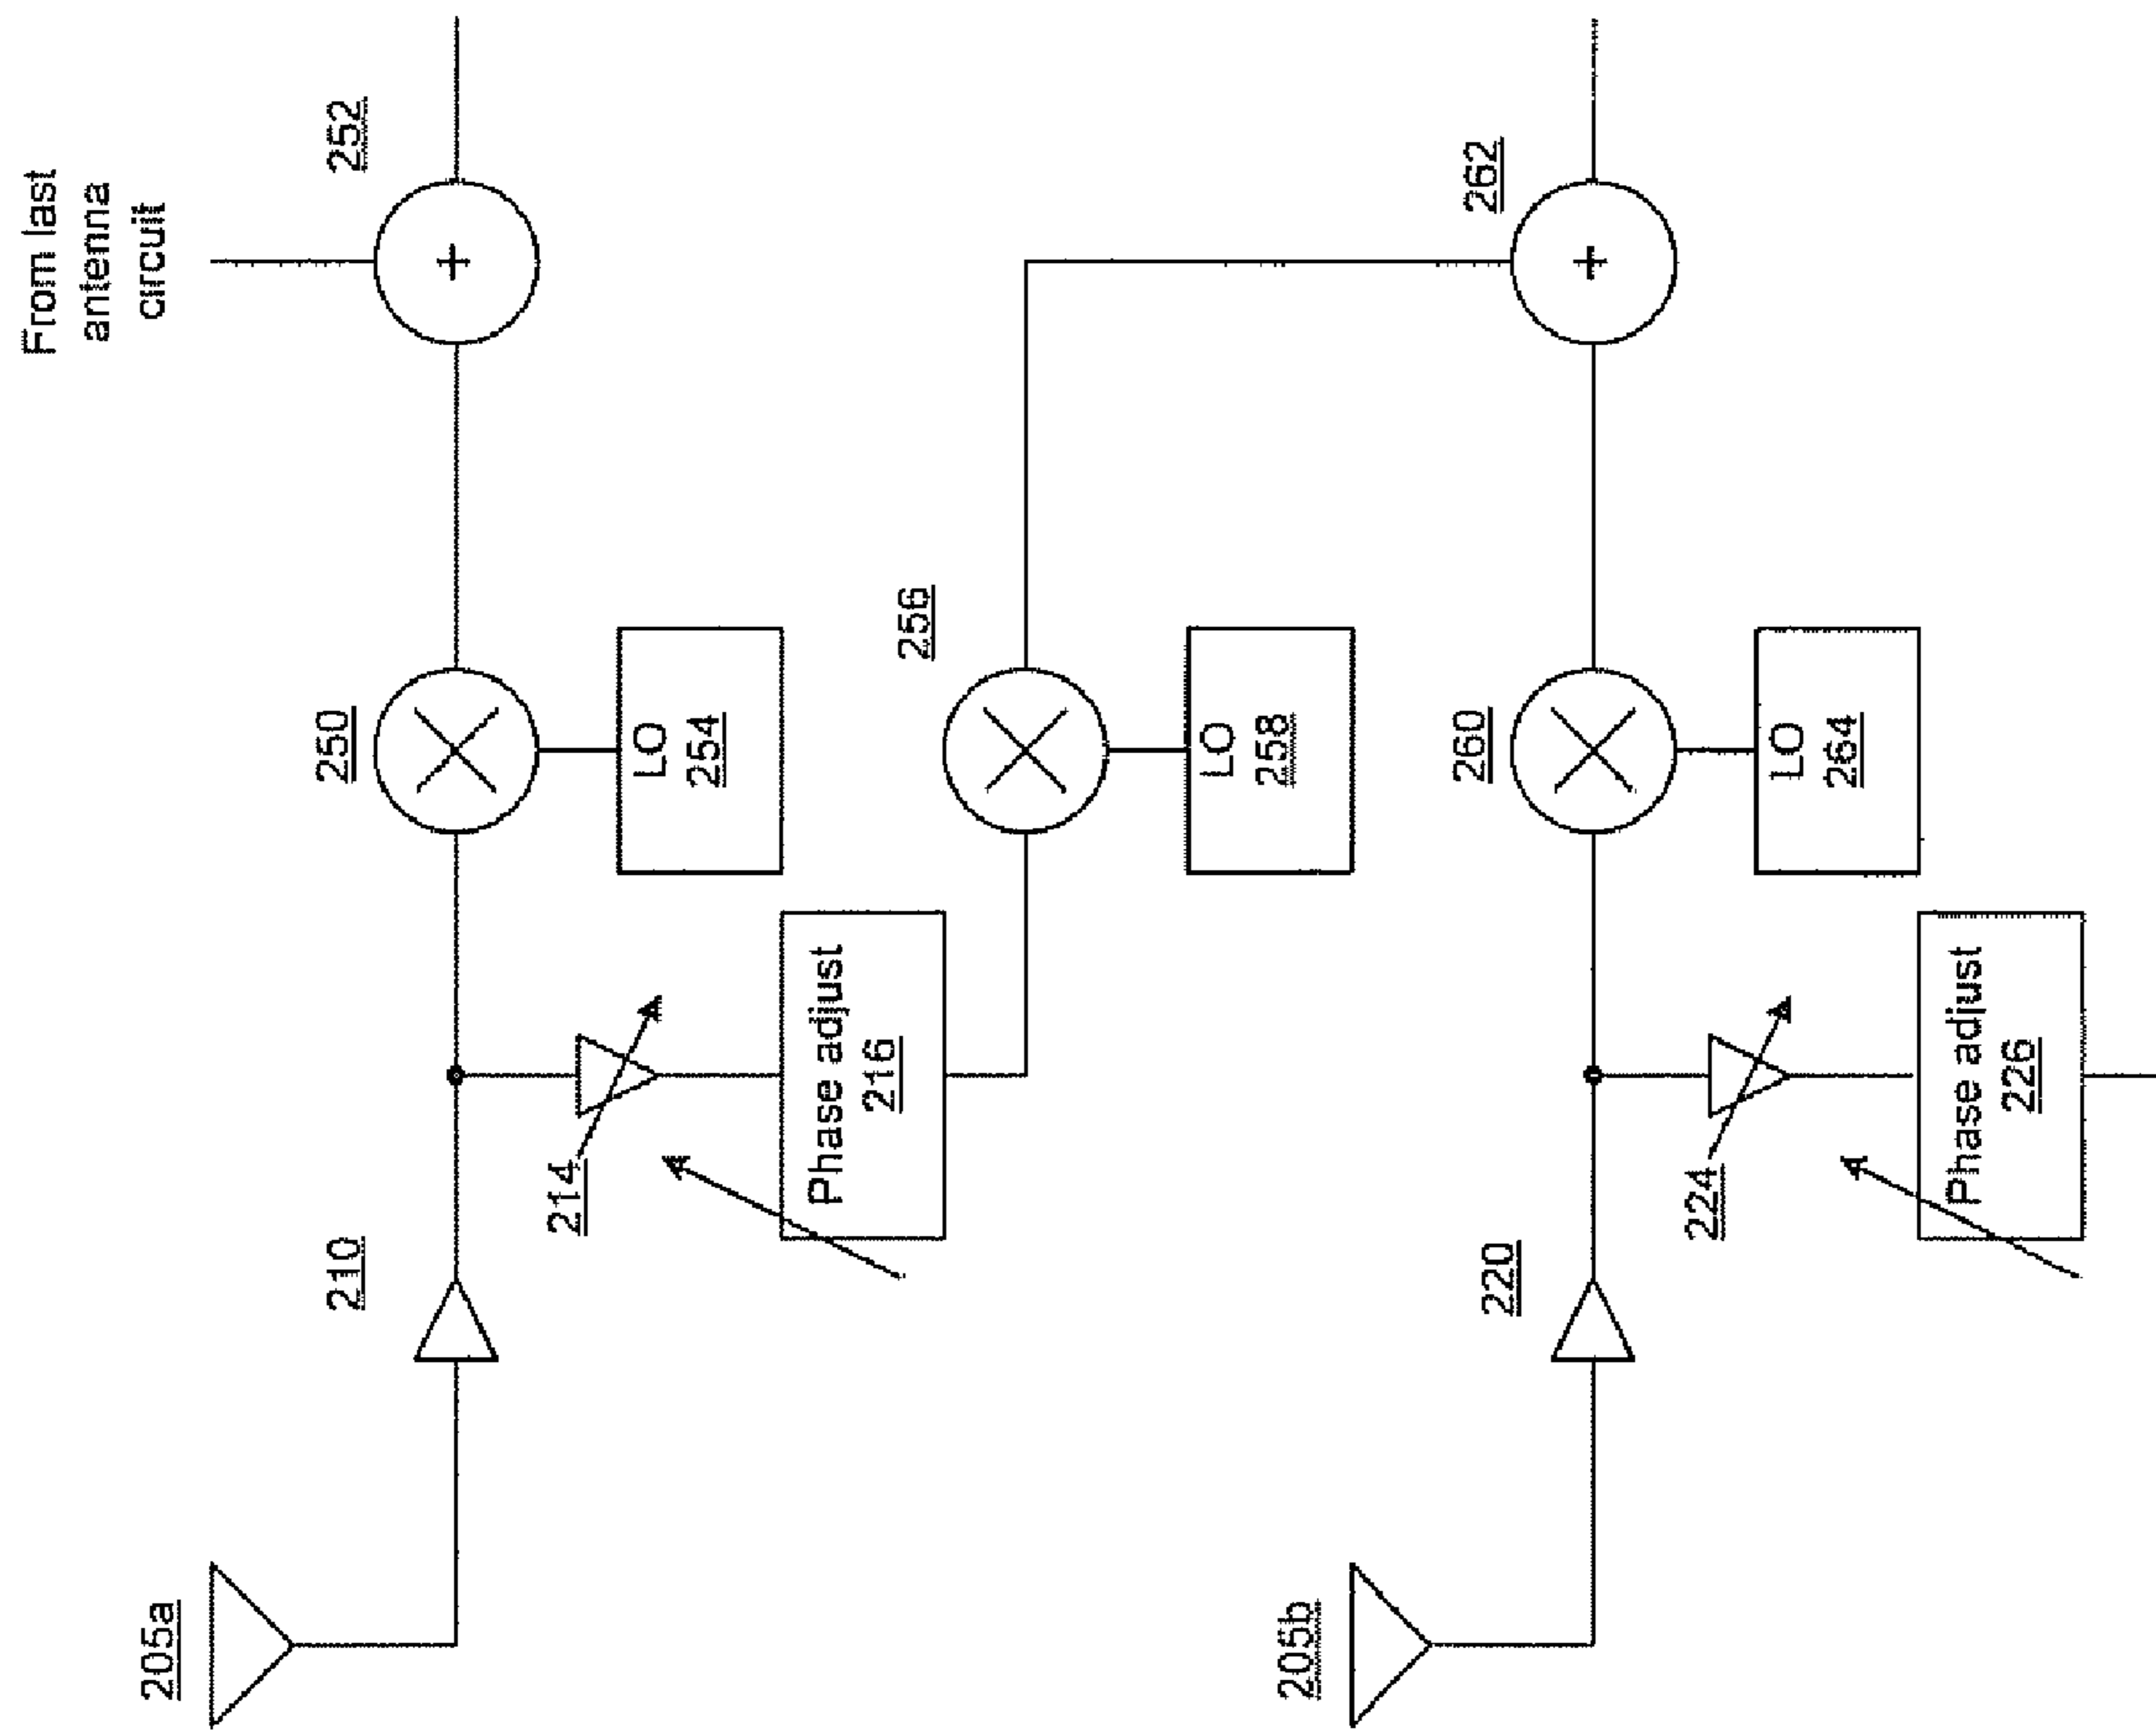 From last
antenna
circuit
252
262
250
LO
254
256
LO
258
260
LO
264
210
214
Phase adjust
216
220
224
Phase adjust
226
205a
205b